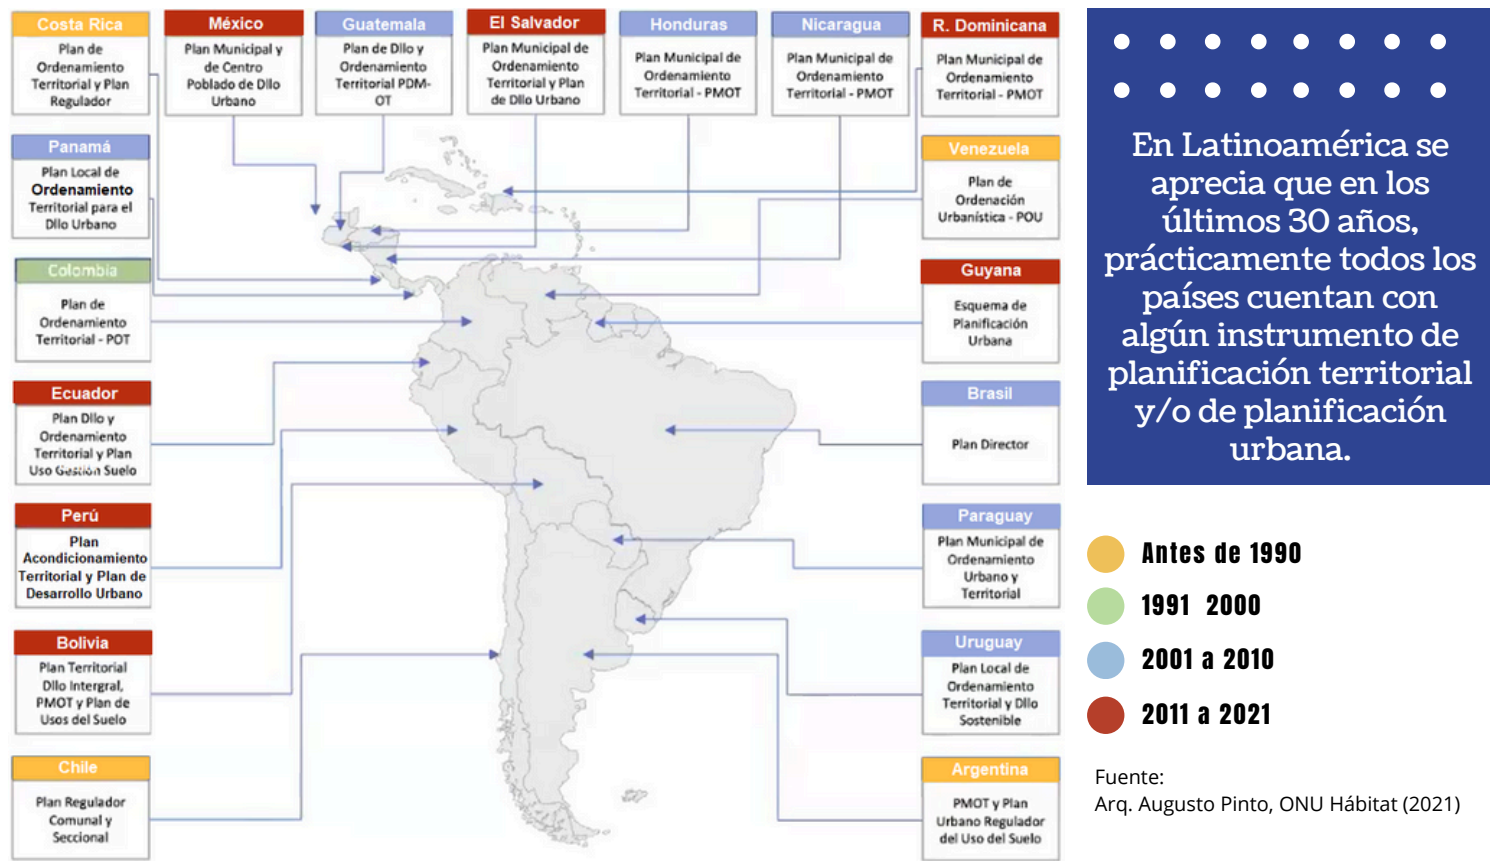 Costa Rica
Plan de
Ordenamiento
Territorial y Plan
Regulador
México
Plan Municipal y
de Centro
Poblado de Dllo
Urbano
Guatemala
Plan de Dllo y
Ordenamiento
Territorial PDM-
OT
El Salvador
Plan Municipal de
Ordenamiento
Territorial y Plan
de Dllo Urbano
Honduras
Plan Municipal de
Ordenamiento
Territorial - PMOT
Nicaragua
Plan Municipal de
Ordenamiento
Territorial - PMOT
R. Dominicana
Plan Municipal de
Ordenamiento
Territorial - PMOT
Panamá
Plan Local de
Ordenamiento
Territorial para el
Dllo Urbano
Venezuela
Plan de
Ordenación
Urbanística - POU
Colombia
Plan de
Ordenamiento
Territorial - POT
Guyana
Esquema de
Planificación
Urbana
Ecuador
Plan Dllo y
Ordenamiento
Territorial y Plan
Uso Gestión Suelo
Brasil
Plan Director
Perú
Plan
Acondicionamiento
Territorial y Plan de
Desarrollo Urbano
Paraguay
Plan Municipal de
Ordenamiento
Urbano y
Territorial
Bolivia
Plan Territorial
Dllo Intergral,
PMOT y Plan de
Usos del Suelo
Uruguay
Plan Local de
Ordenamiento
Territorial y Dllo
Sostenible
Chile
Plan Regulador
Comunal y
Seccional
Argentina
PMOT y Plan
Urbano Regulador
del Uso del Suelo
En Latinoamérica se
aprecia que en los
últimos 30 años,
prácticamente todos los
países cuentan con
algún instrumento de
planificación territorial
y/o de planificación
urbana.
Antes de 1990
1991 2000
2001 a 2010
2011 a 2021
Fuente:
Arq. Augusto Pinto, ONU Hábitat (2021)